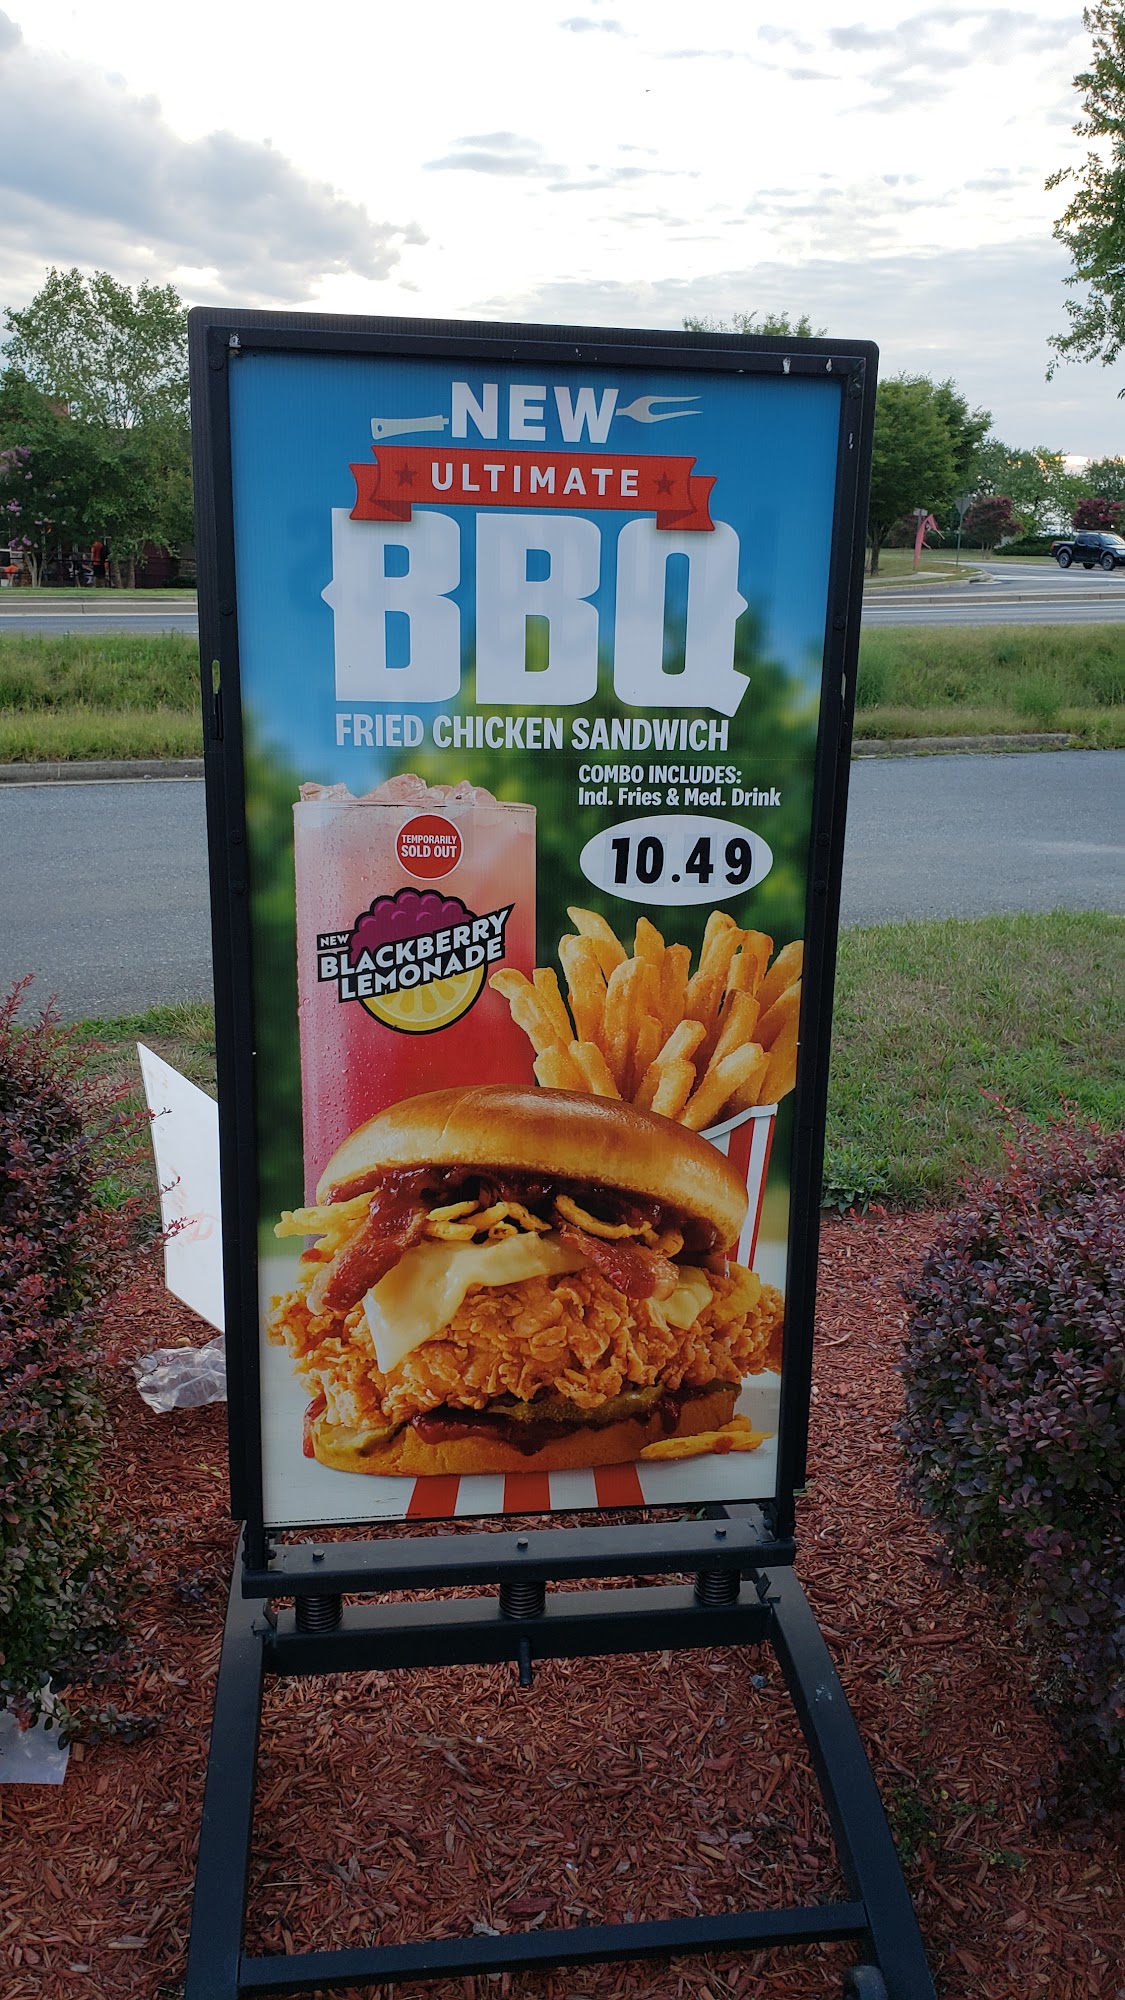 NEW
ULTIMATE
BBQ
FRIED CHICKEN SANDWICH
COMBO INCLUDES:
Ind. Fries & Med. Drink
10.49
TEMPORARILY
SOLD OUT
NEW
BLACKBERRY
LEMONADE